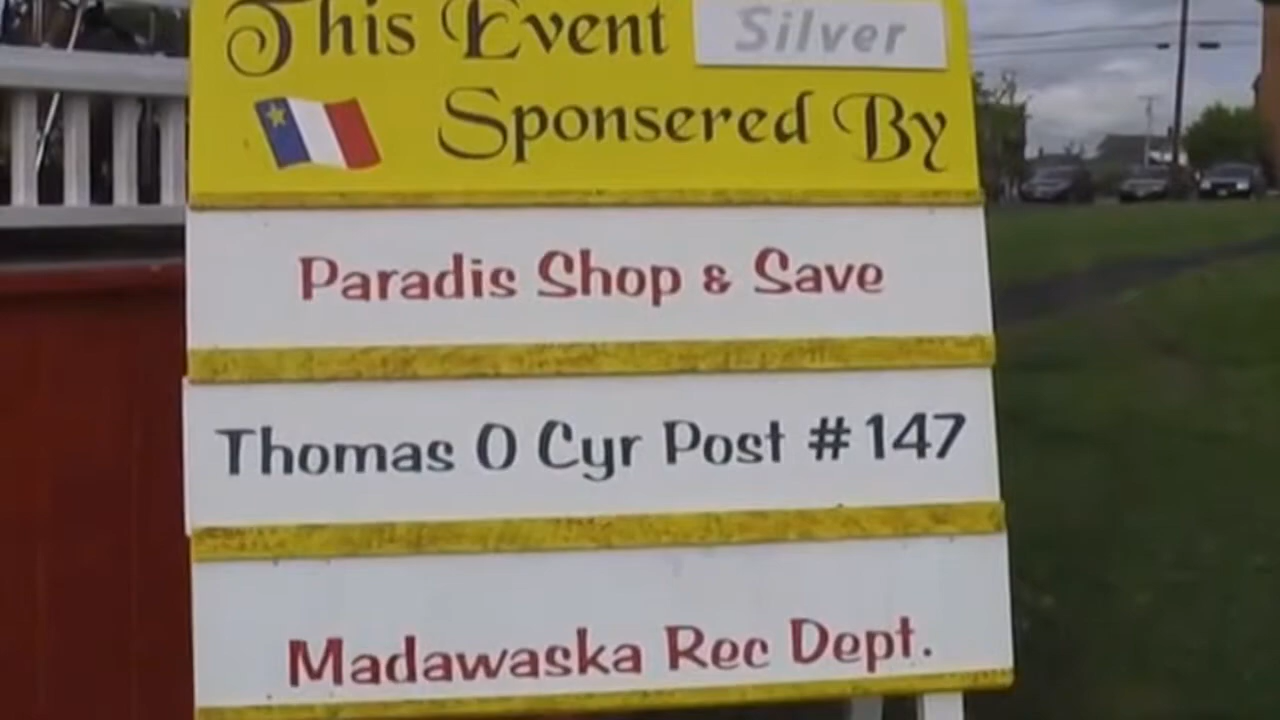 This Event Silver
Sponsered By
Paradis Shop & Save
Thomas O Cyr Post #147
Madawaska Rec Dept.